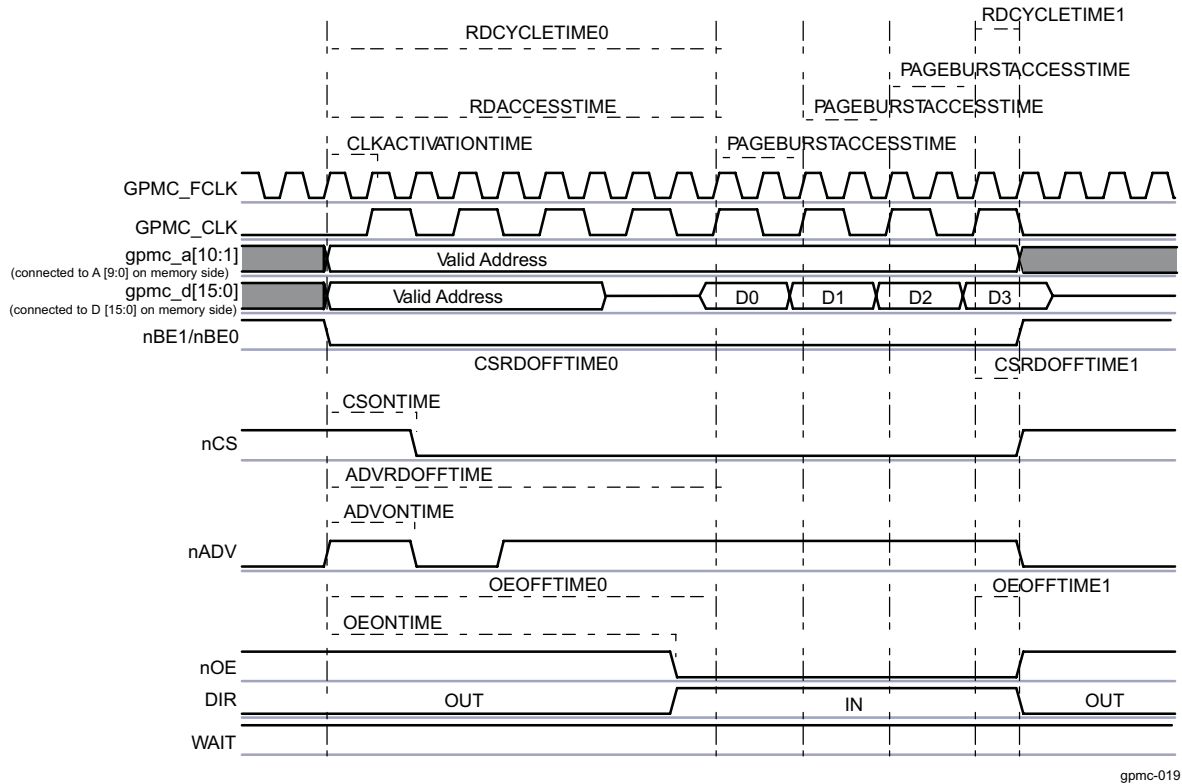 RDCYCLETIME1
RDCYCLETIME0
PAGEBURSTACCESSTIME
RDACCESSTIME
PAGEBURSTACCESSTIME
CLKACTIVATIONTIME
PAGEBURSTACCESSTIME
GPMC_FCLK
GPMC_CLK
gpmc_a[10:1]
(connected to A [9:0] on memory side)
Valid Address
gpmc_d[15:0]
(connected to D [15:0] on memory side)
Valid Address
D0
D1
D2
D3
nBE1/nBE0
CSRDOFFTIME0
CSRDOFFTIME1
CSONTIME
nCS
ADVRDOFFTIME
ADVONTIME
nADV
OEOFFTIME0
OEOFFTIME1
OEONTIME
nOE
DIR
OUT
IN
OUT
WAIT
gpmc-019